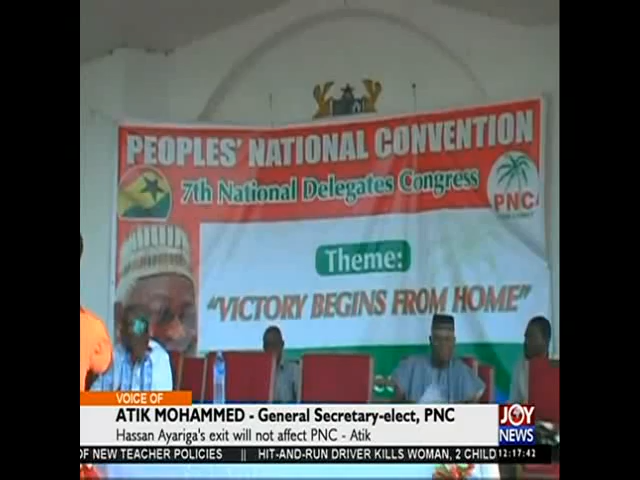 PEOPLES' NATIONAL CONVENTION
7th National Delegates Congress
PNC
Theme:
"VICTORY BEGINS FROM HOME"
VOICE OF
ATIK MOHAMMED - General Secretary-elect, PNC
Hassan Ayariga's exit will not affect PNC - Atik
JOY
NEWS
OF NEW TEACHER POLICIES || HIT-AND-RUN DRIVER KILLS WOMAN, 2 CHILD
12:17:42